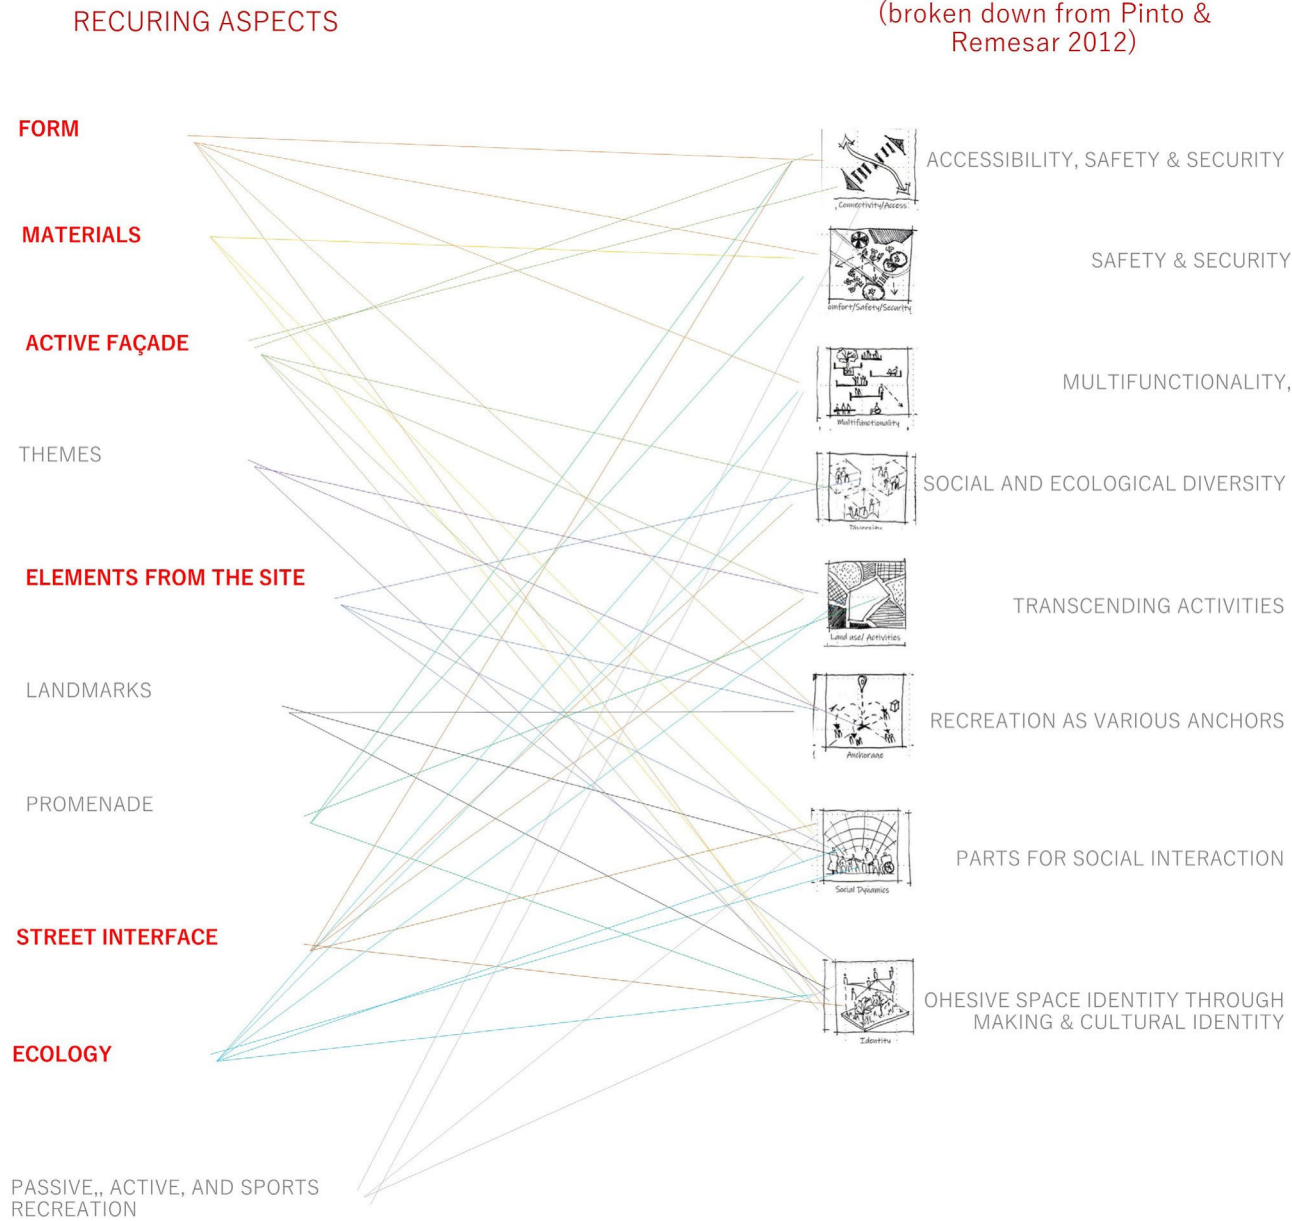 RECURING ASPECTS
(broken down from Pinto &
Remesar 2012)
FORM
MATERIALS
ACTIVE FAÇADE
THEMES
ELEMENTS FROM THE SITE
LANDMARKS
PROMENADE
STREET INTERFACE
ECOLOGY
PASSIVE,, ACTIVE, AND SPORTS
RECREATION
Connectivity/Access
ACCESSIBILITY, SAFETY & SECURITY
omfort/Safety/Security
SAFETY & SECURITY
Multifunctionality
MULTIFUNCTIONALITY,
SOCIAL AND ECOLOGICAL DIVERSITY
Land use/ Activities
TRANSCENDING ACTIVITIES
Anchorage
RECREATION AS VARIOUS ANCHORS
Social Dynamics
PARTS FOR SOCIAL INTERACTION
Identity
OHESIVE SPACE IDENTITY THROUGH
MAKING & CULTURAL IDENTITY